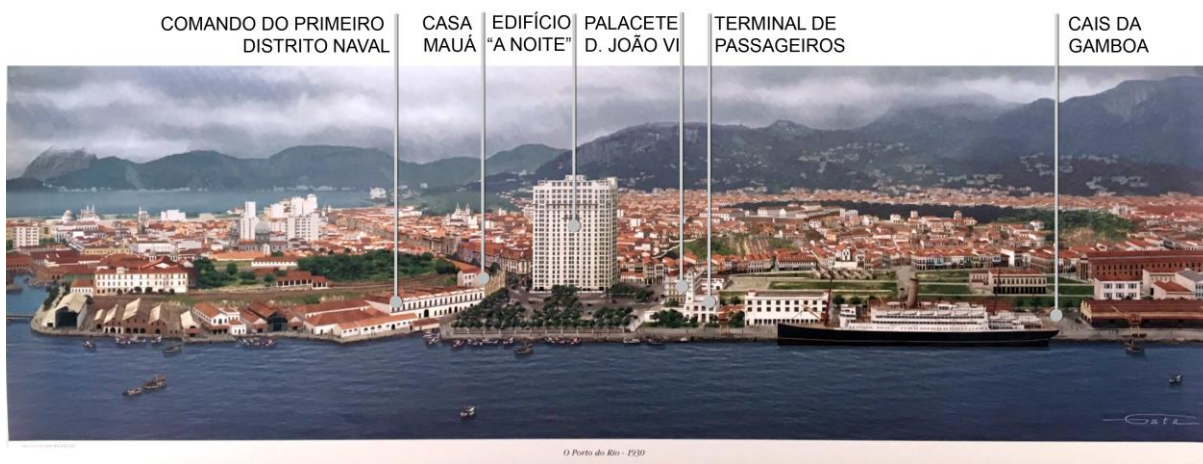 COMANDO DO PRIMEIRO
DISTRITO NAVAL
CASA
MAUÁ
EDIFÍCIO
“A NOITE”
PALACETE
D. JOÃO VI
TERMINAL DE
PASSAGEIROS
CAIS DA
GAMBOA
O Porto do Rio - 1930